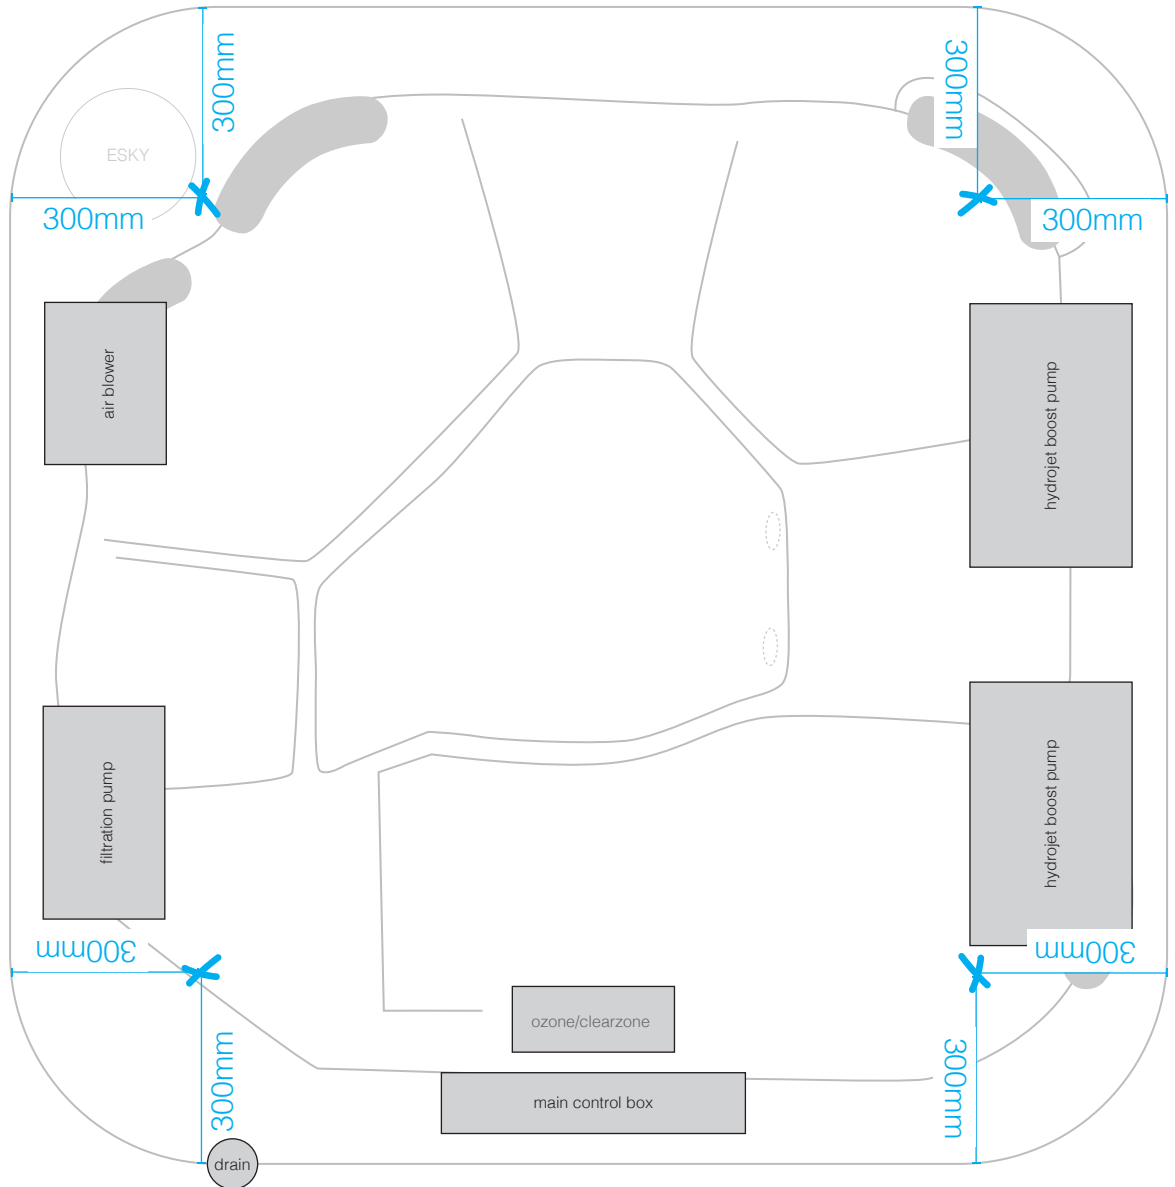 300mm
300mm
ESKY
300mm
300mm
air blower
hydrojet boost pump
filtration pump
hydrojet boost pump
300mm
300mm
ozone/clearzone
300mm
300mm
main control box
drain